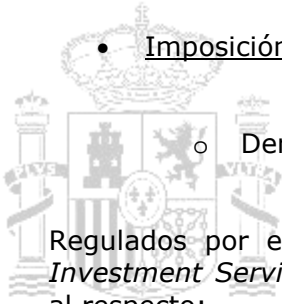 • Imposición
o Der
Regulados por e
Investment Servi
al respecto: